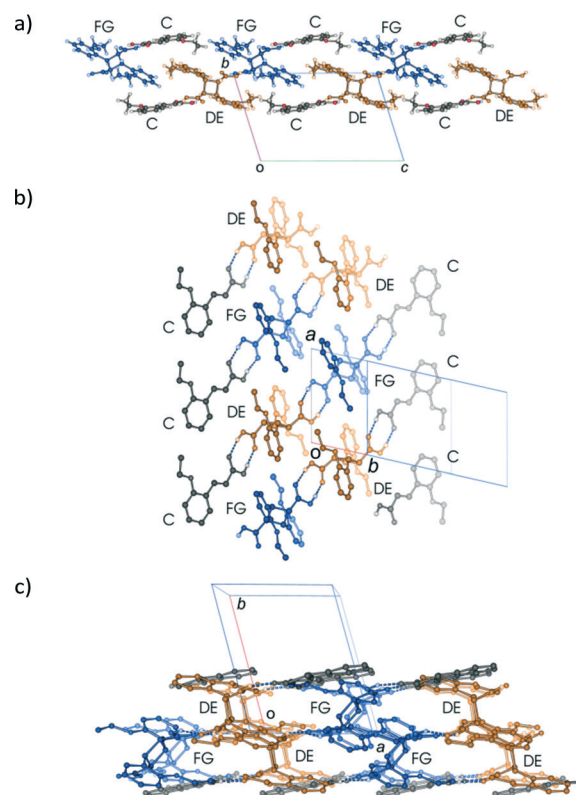 a)
FG C FG C FG C
b
C DE C DE C DE
o c
b)
DE
C DE C
FG
a
C FG C
DE
o b
C DE C
FG
c)
b
DE FG DE
o
a
FG DE FG DE